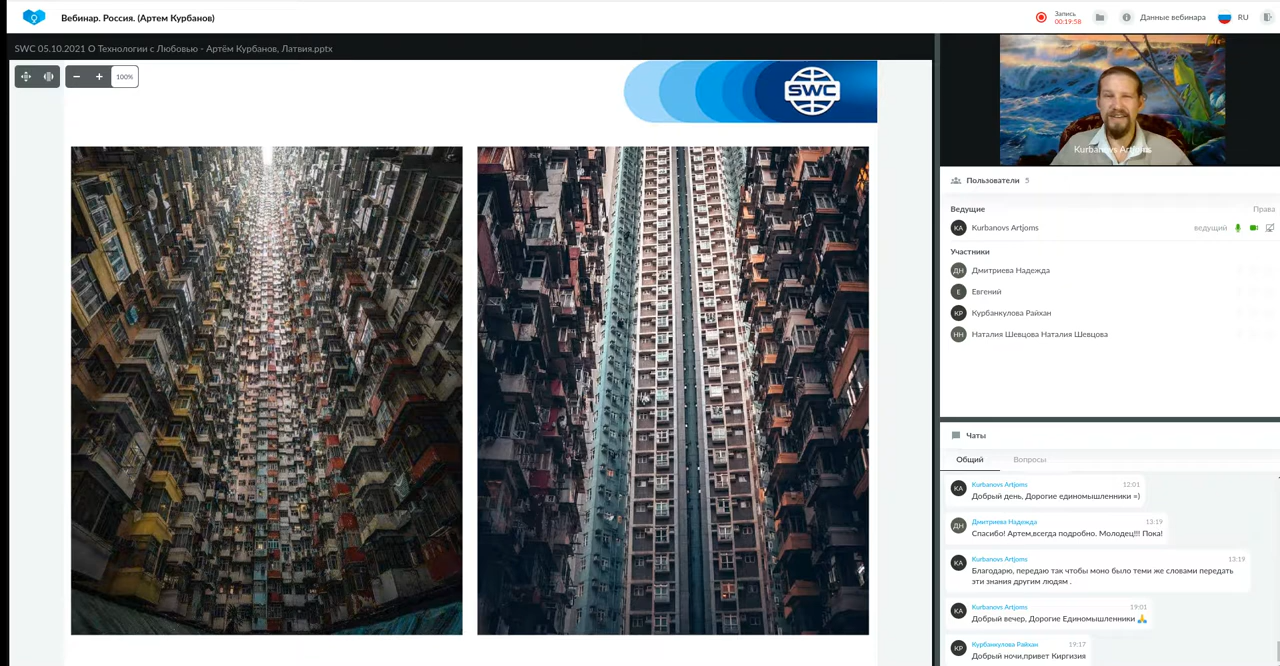 Вебинар. Россия. (Артем Курбанов)
Запись
00:19:58
Данные вебинара
RU
SWC 05.10.2021 О Технологии с Любовью - Артём Курбанов, Латвия.pptx
100%
SWC
Kurbanovs Artjoms
Пользователи 5
Ведущие
Права
KA
Kurbanovs Artjoms
ведущий
Участники
ДН
Дмитриева Надежда
Е
Евгений
КР
Курбанкулова Райхан
НН
Наталия Шевцова Наталия Шевцова
Чаты
Общий
Вопросы
KA
Kurbanovs Artjoms
12:01
Добрый день, Дорогие единомышленники =)
ДН
Дмитриева Надежда
13:19
Спасибо! Артем,всегда подробно. Молодец!!! Пока!
KA
Kurbanovs Artjoms
13:19
Благодарю, передаю так чтобы моно было теми же словами передать
эти знания другим людям .
KA
Kurbanovs Artjoms
19:01
Добрый вечер, Дорогие Единомышленники 🙏
КР
Курбанкулова Райхан
19:17
Добрый ночи,привет Киргизия